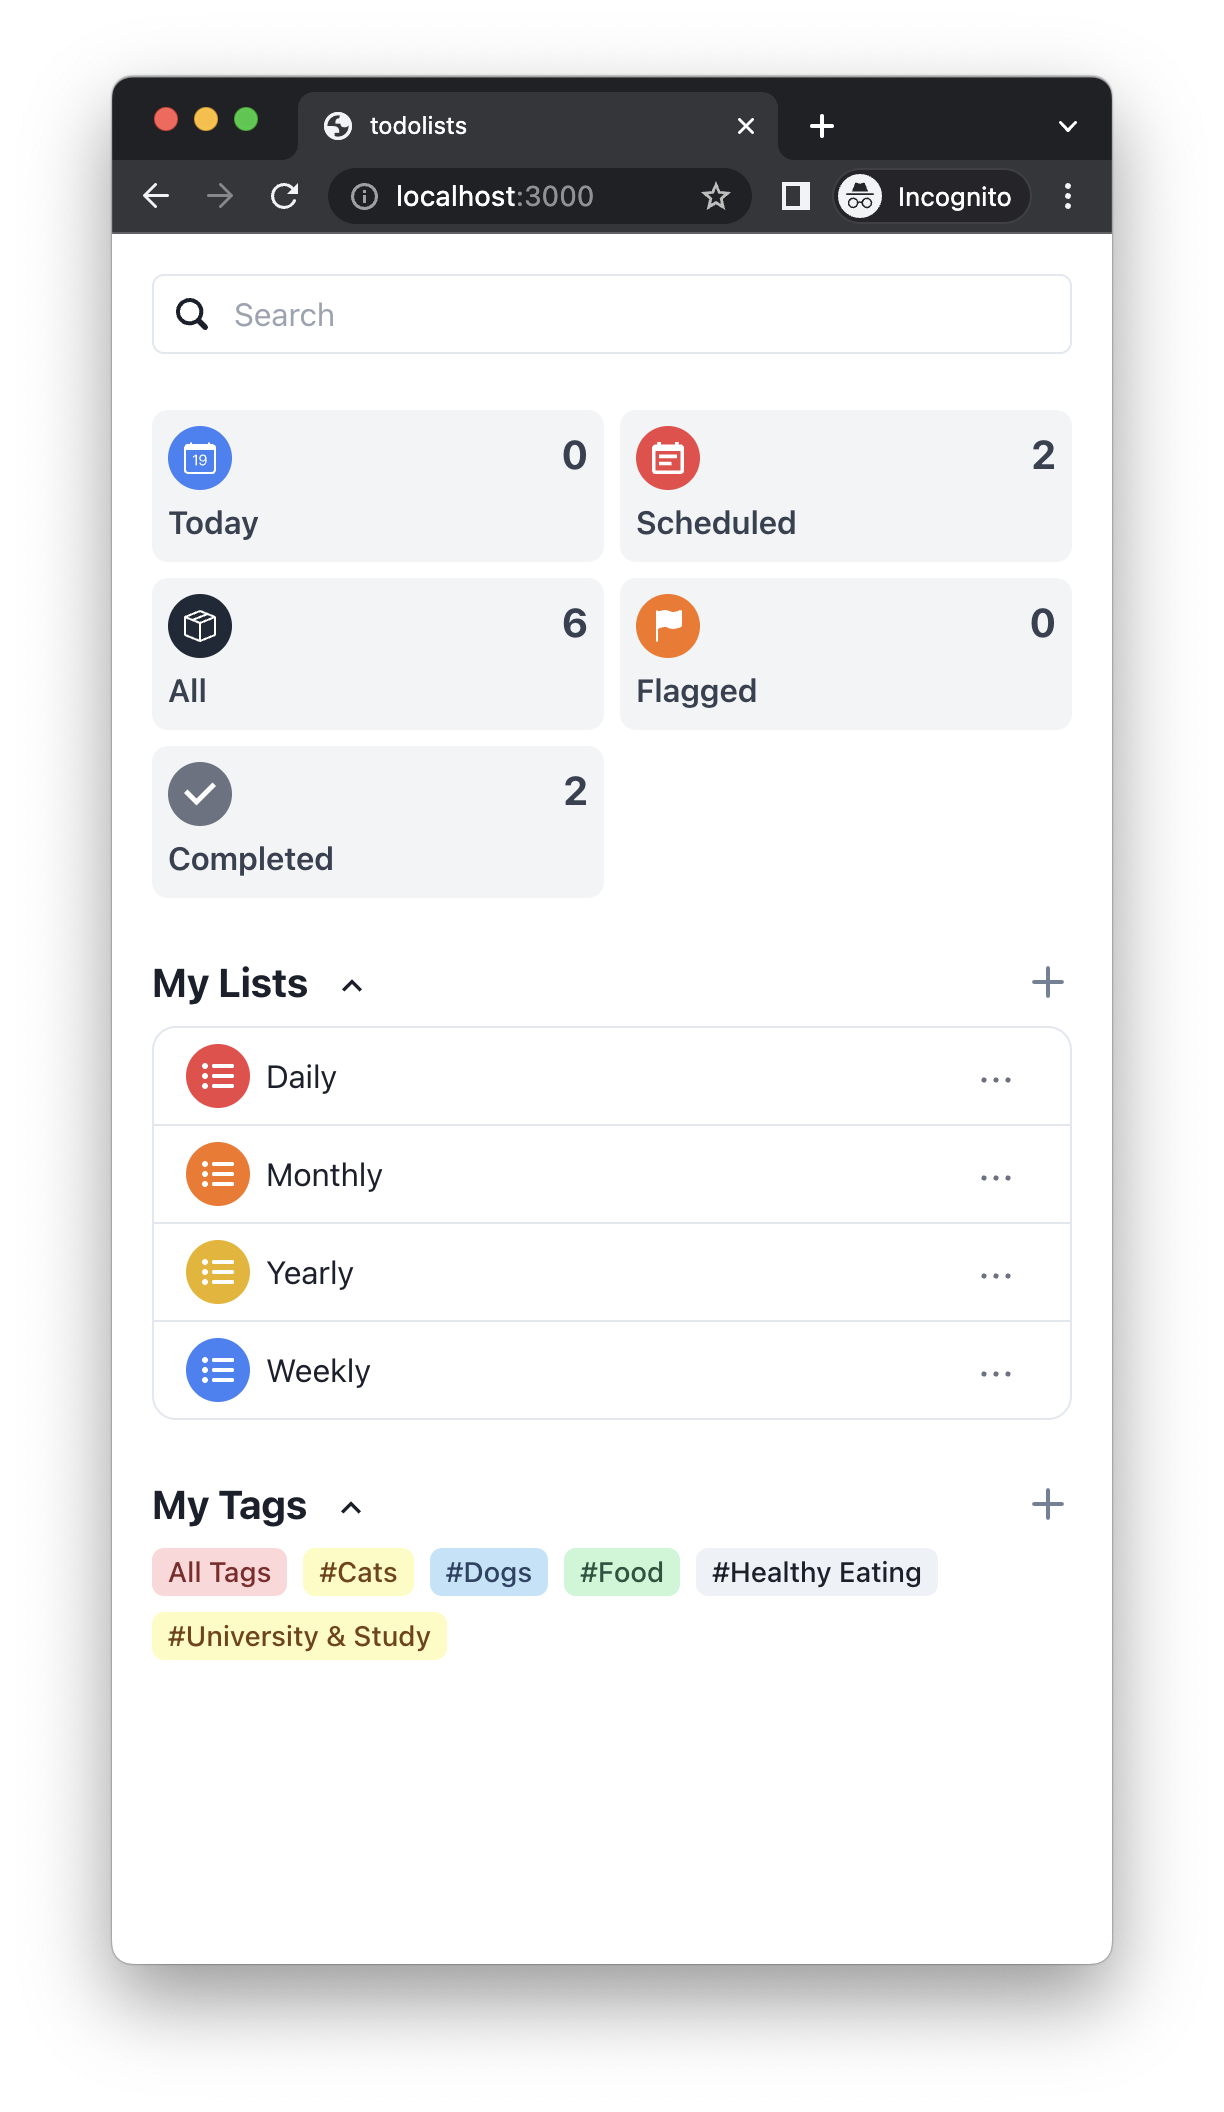 todolists
localhost:3000
Incognito
Search
19
0
Today
2
Scheduled
6
All
0
Flagged
2
Completed
My Lists
Daily
Monthly
Yearly
Weekly
My Tags
All Tags #Cats #Dogs #Food #Healthy Eating
#University & Study